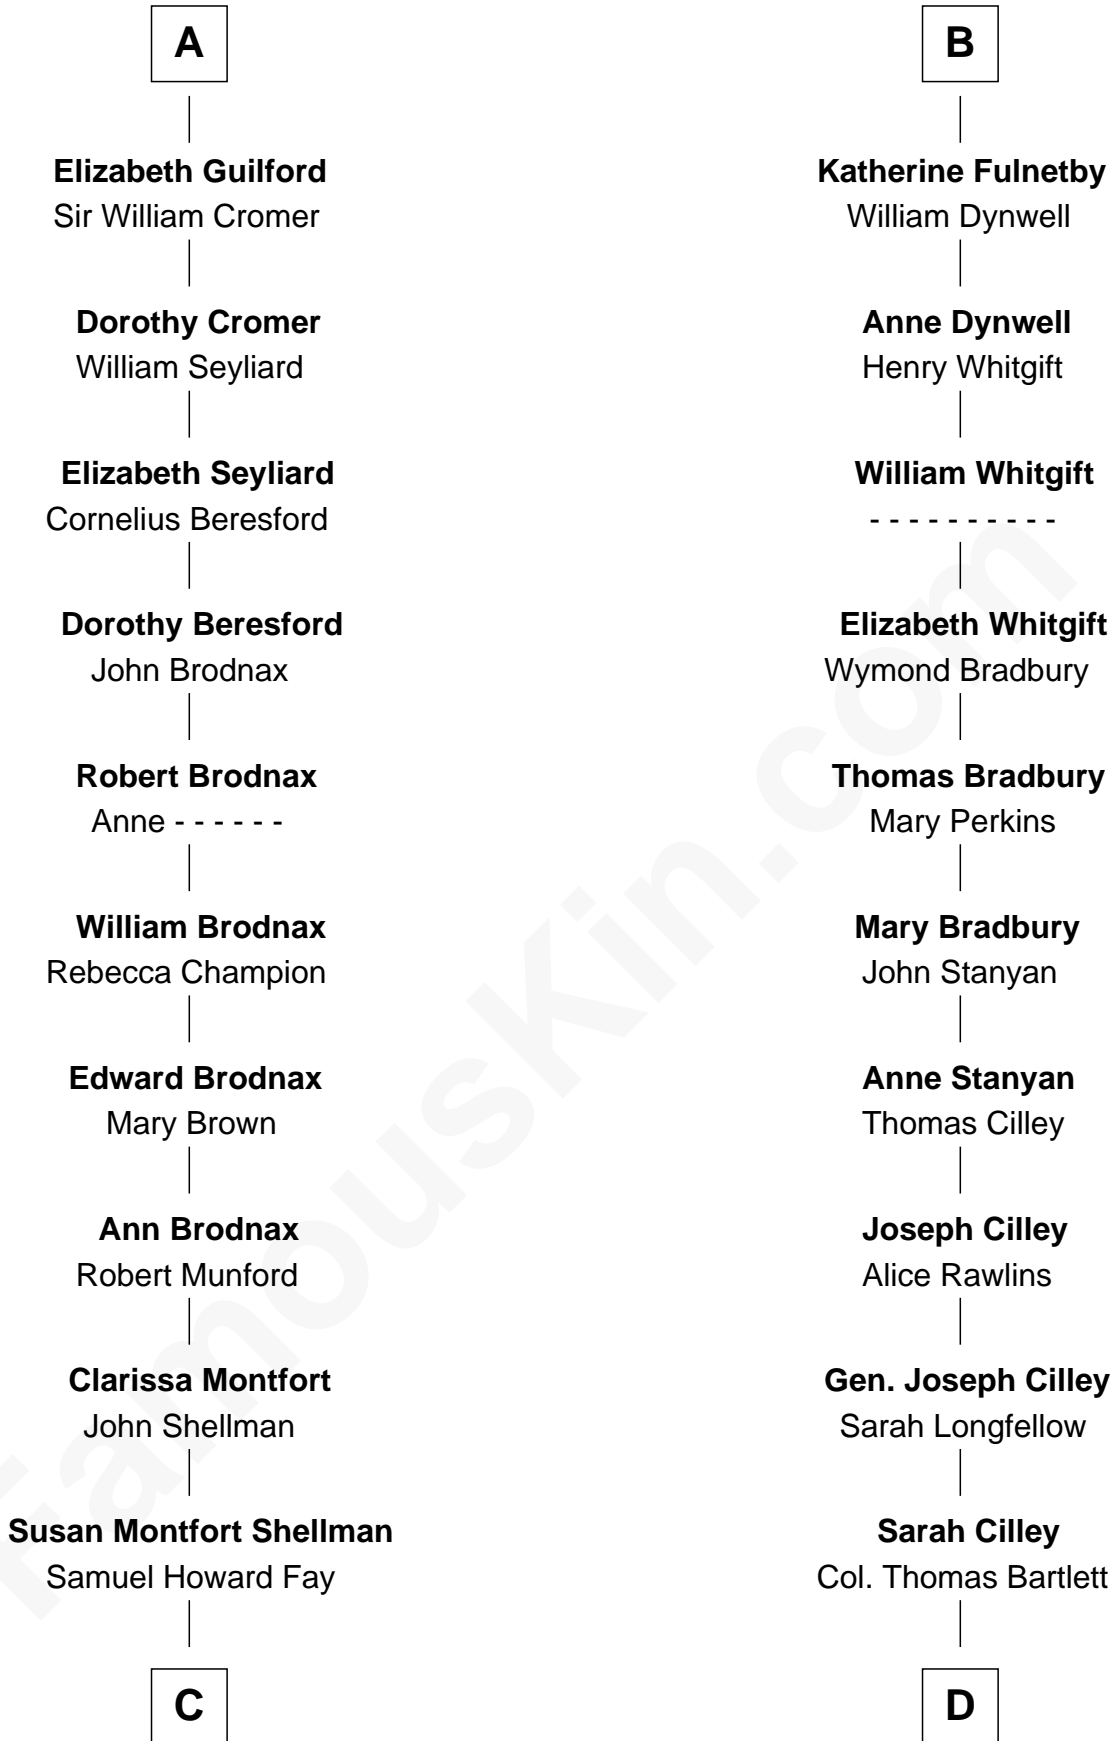 A
B
Elizabeth Guilford
Sir William Cromer
Katherine Fulnetby
William Dynwell
Dorothy Cromer
William Seyliard
Anne Dynwell
Henry Whitgift
Elizabeth Seyliard
Cornelius Beresford
William Whitgift
- - - - - - - - - -
Dorothy Beresford
John Brodnax
Elizabeth Whitgift
Wymond Bradbury
Robert Brodnax
Anne - - - - - -
Thomas Bradbury
Mary Perkins
William Brodnax
Rebecca Champion
Mary Bradbury
John Stanyan
Edward Brodnax
Mary Brown
Anne Stanyan
Thomas Cilley
Ann Brodnax
Robert Munford
Joseph Cilley
Alice Rawlins
Clarissa Montfort
John Shellman
Gen. Joseph Cilley
Sarah Longfellow
Susan Montfort Shellman
Samuel Howard Fay
Sarah Cilley
Col. Thomas Bartlett
C
D
FamousKin.com